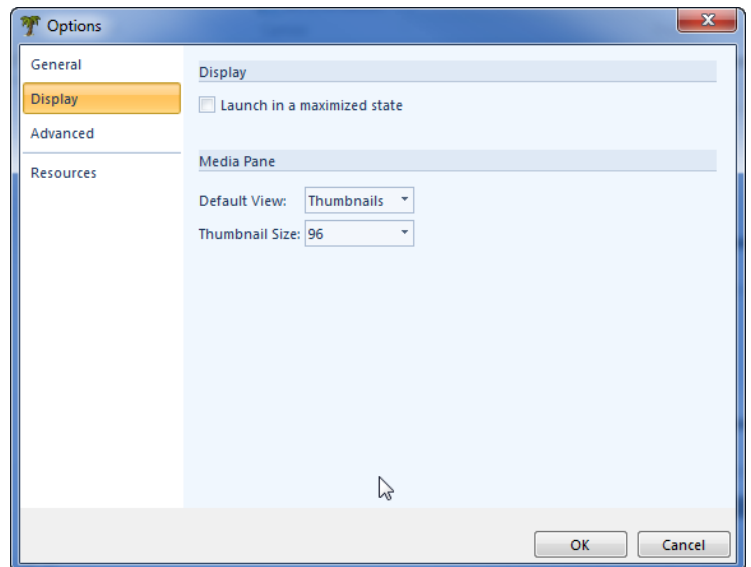 Options
General
Display
Advanced
Resources
Display
Launch in a maximized state
Media Pane
Default View: Thumbnails
Thumbnail Size: 96
OK Cancel